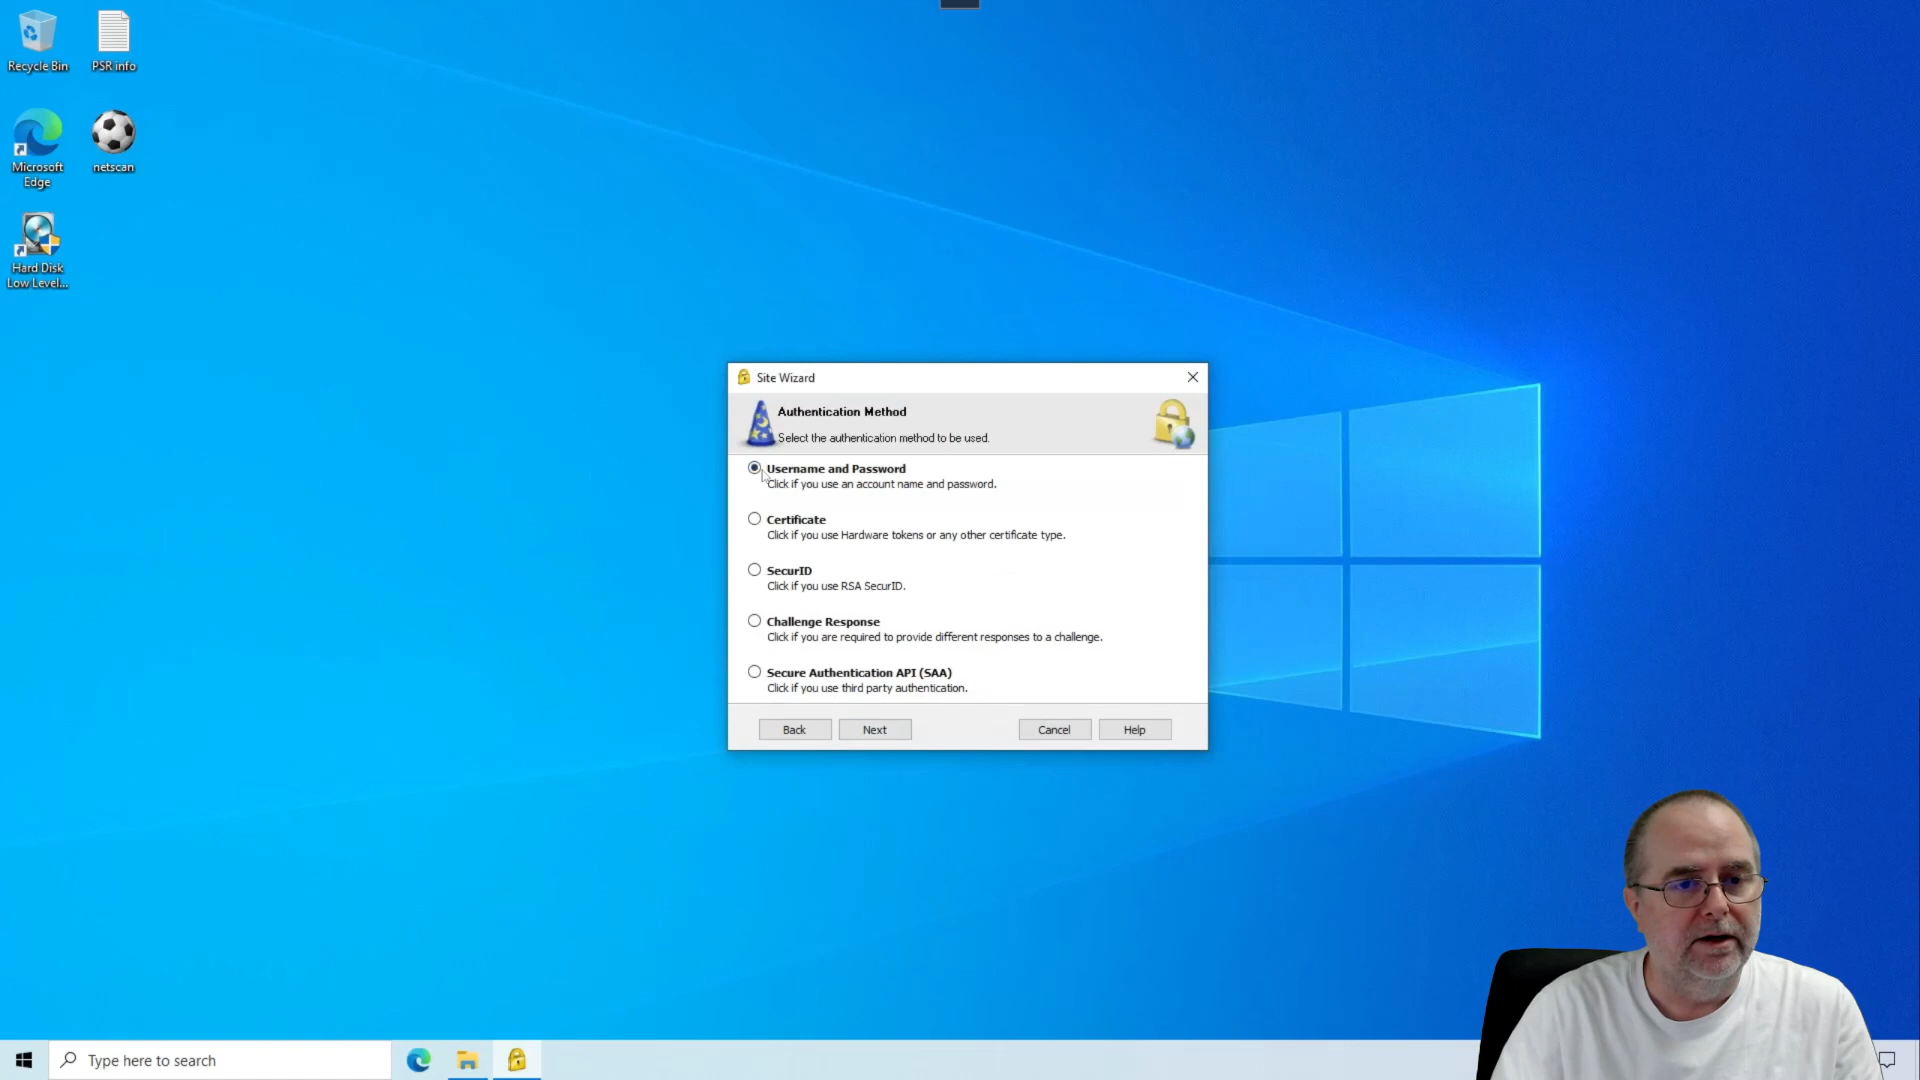 Recycle Bin
PSR info
Microsoft
Edge
netscan
Hard Disk
Low Level...
Site Wizard
Authentication Method
Select the authentication method to be used.
Username and Password
Click if you use an account name and password.
Certificate
Click if you use Hardware tokens or any other certificate type.
SecurID
Click if you use RSA SecurID.
Challenge Response
Click if you are required to provide different responses to a challenge.
Secure Authentication API (SAA)
Click if you use third party authentication.
Back
Next
Cancel
Help
Type here to search